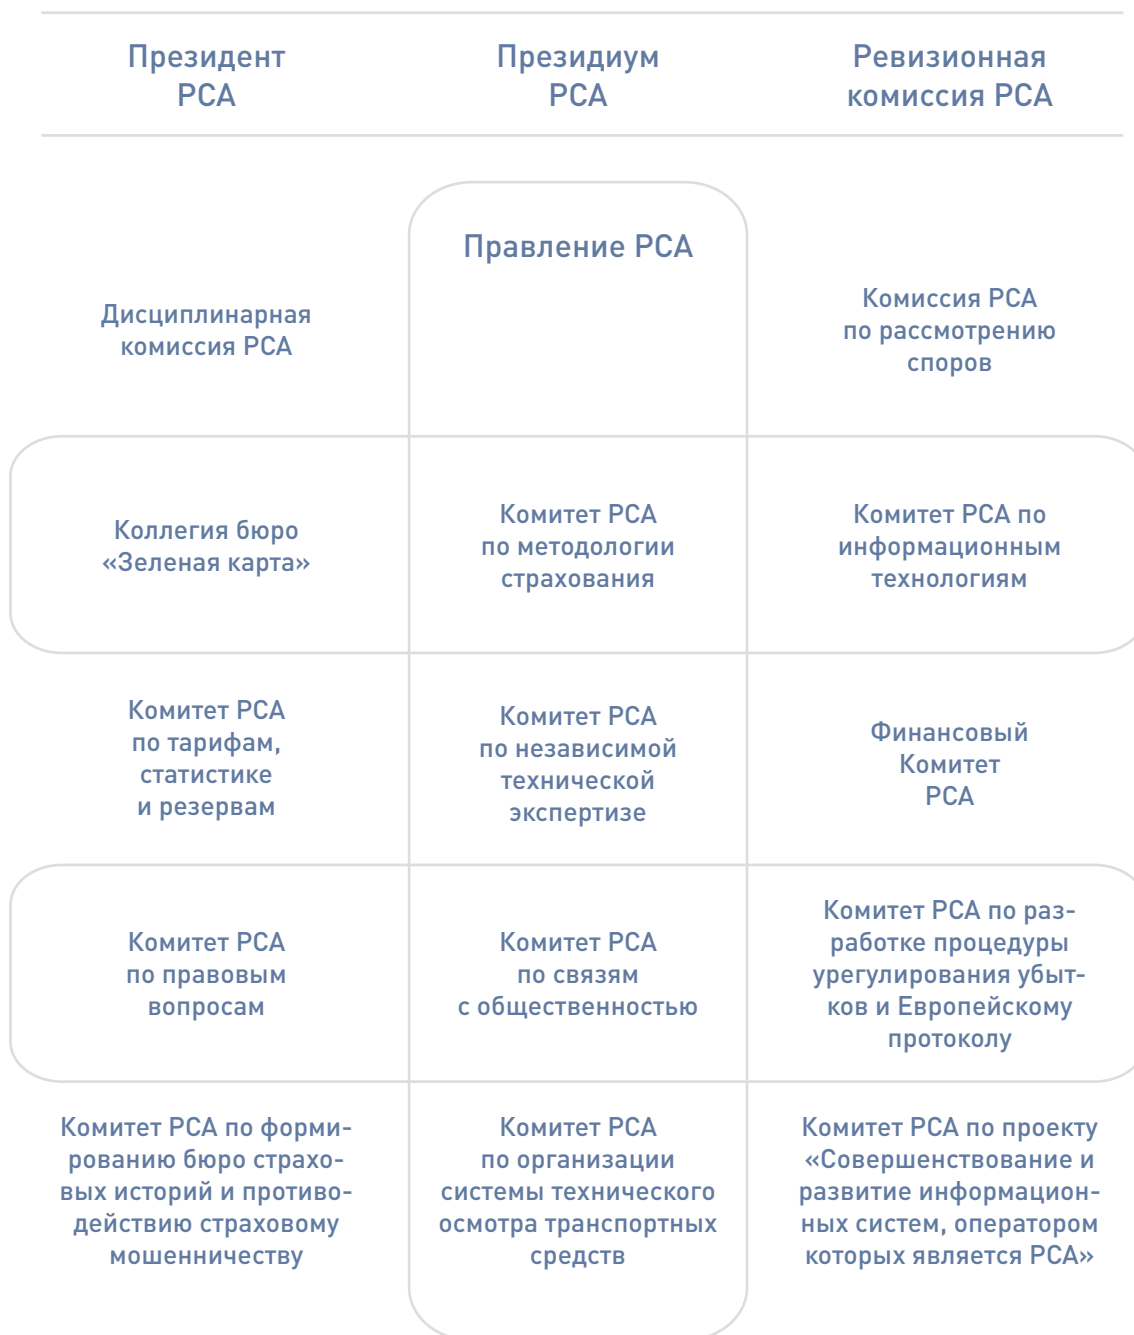 Президент
РСА
Президиум
РСА
Ревизионная
комиссия РСА
Правление РСА
Дисциплинарная
комиссия РСА
Комиссия РСА
по рассмотрению
споров
Коллегия бюро
«Зеленая карта»
Комитет РСА
по методологии
страхования
Комитет РСА по
информационным
технологиям
Комитет РСА
по тарифам,
статистике
и резервам
Комитет РСА
по независимой
технической
экспертизе
Финансовый
Комитет
РСА
Комитет РСА
по правовым
вопросам
Комитет РСА
по связям
с общественностью
Комитет РСА по раз-
работке процедуры
урегулирования убыт-
ков и Европейскому
протоколу
Комитет РСА по форми-
рованию бюро страхо-
вых историй и противо-
действию страховому
мошенничеству
Комитет РСА
по организации
системы технического
осмотра транспортных
средств
Комитет РСА по проекту
«Совершенствование и
развитие информацион-
ных систем, оператором
которых является РСА»